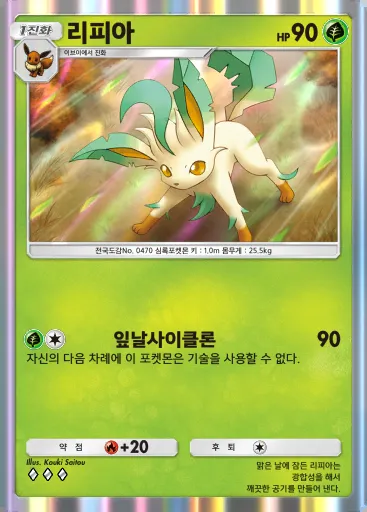 1진화 리피아 HP 90
이브이에서 진화
전국도감No. 0470 심록포켓몬 키 : 1.0m 몸무게 : 25.5kg
잎날사이클론 90
자신의 다음 차례에 이 포켓몬은 기술을 사용할 수 없다.
약 점 +20 후 퇴
Illus. Kouki Saitou
맑은 날에 잠든 리피아는
광합성을 해서
깨끗한 공기를 만들어 낸다.